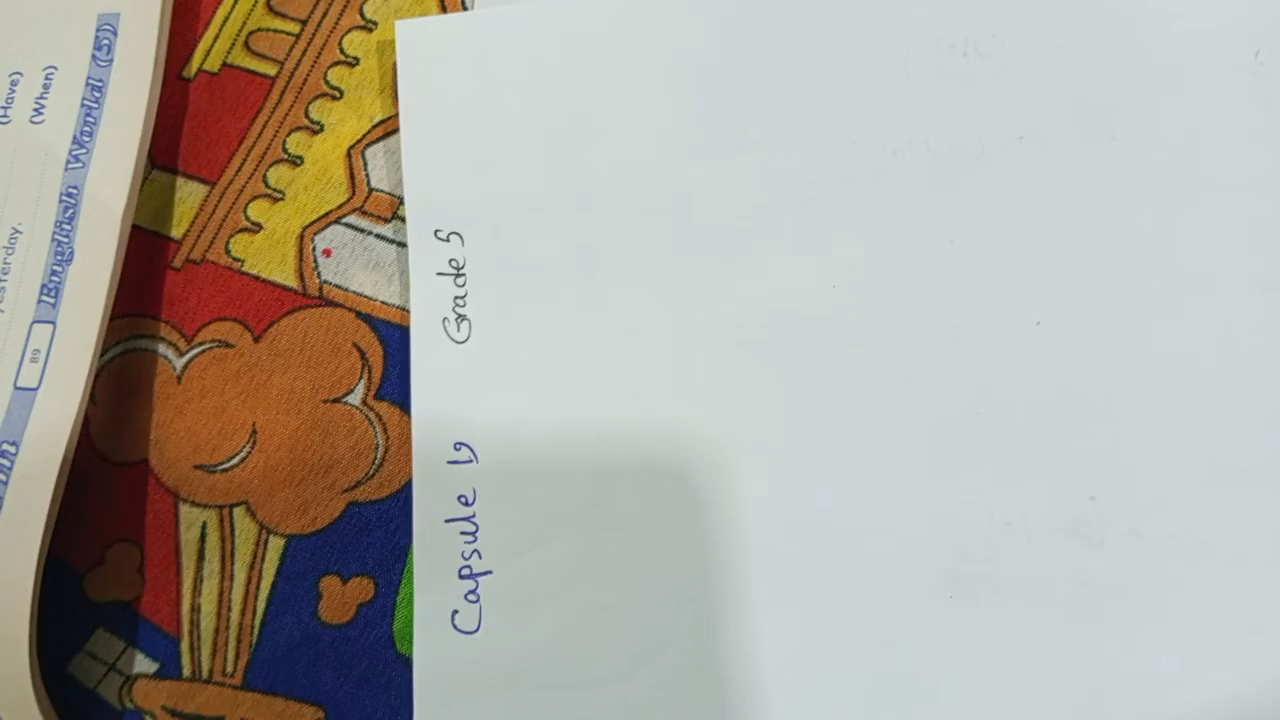 (Have)
yesterday.
(When)
89
English World (5)
Capsule 19 Grade 5